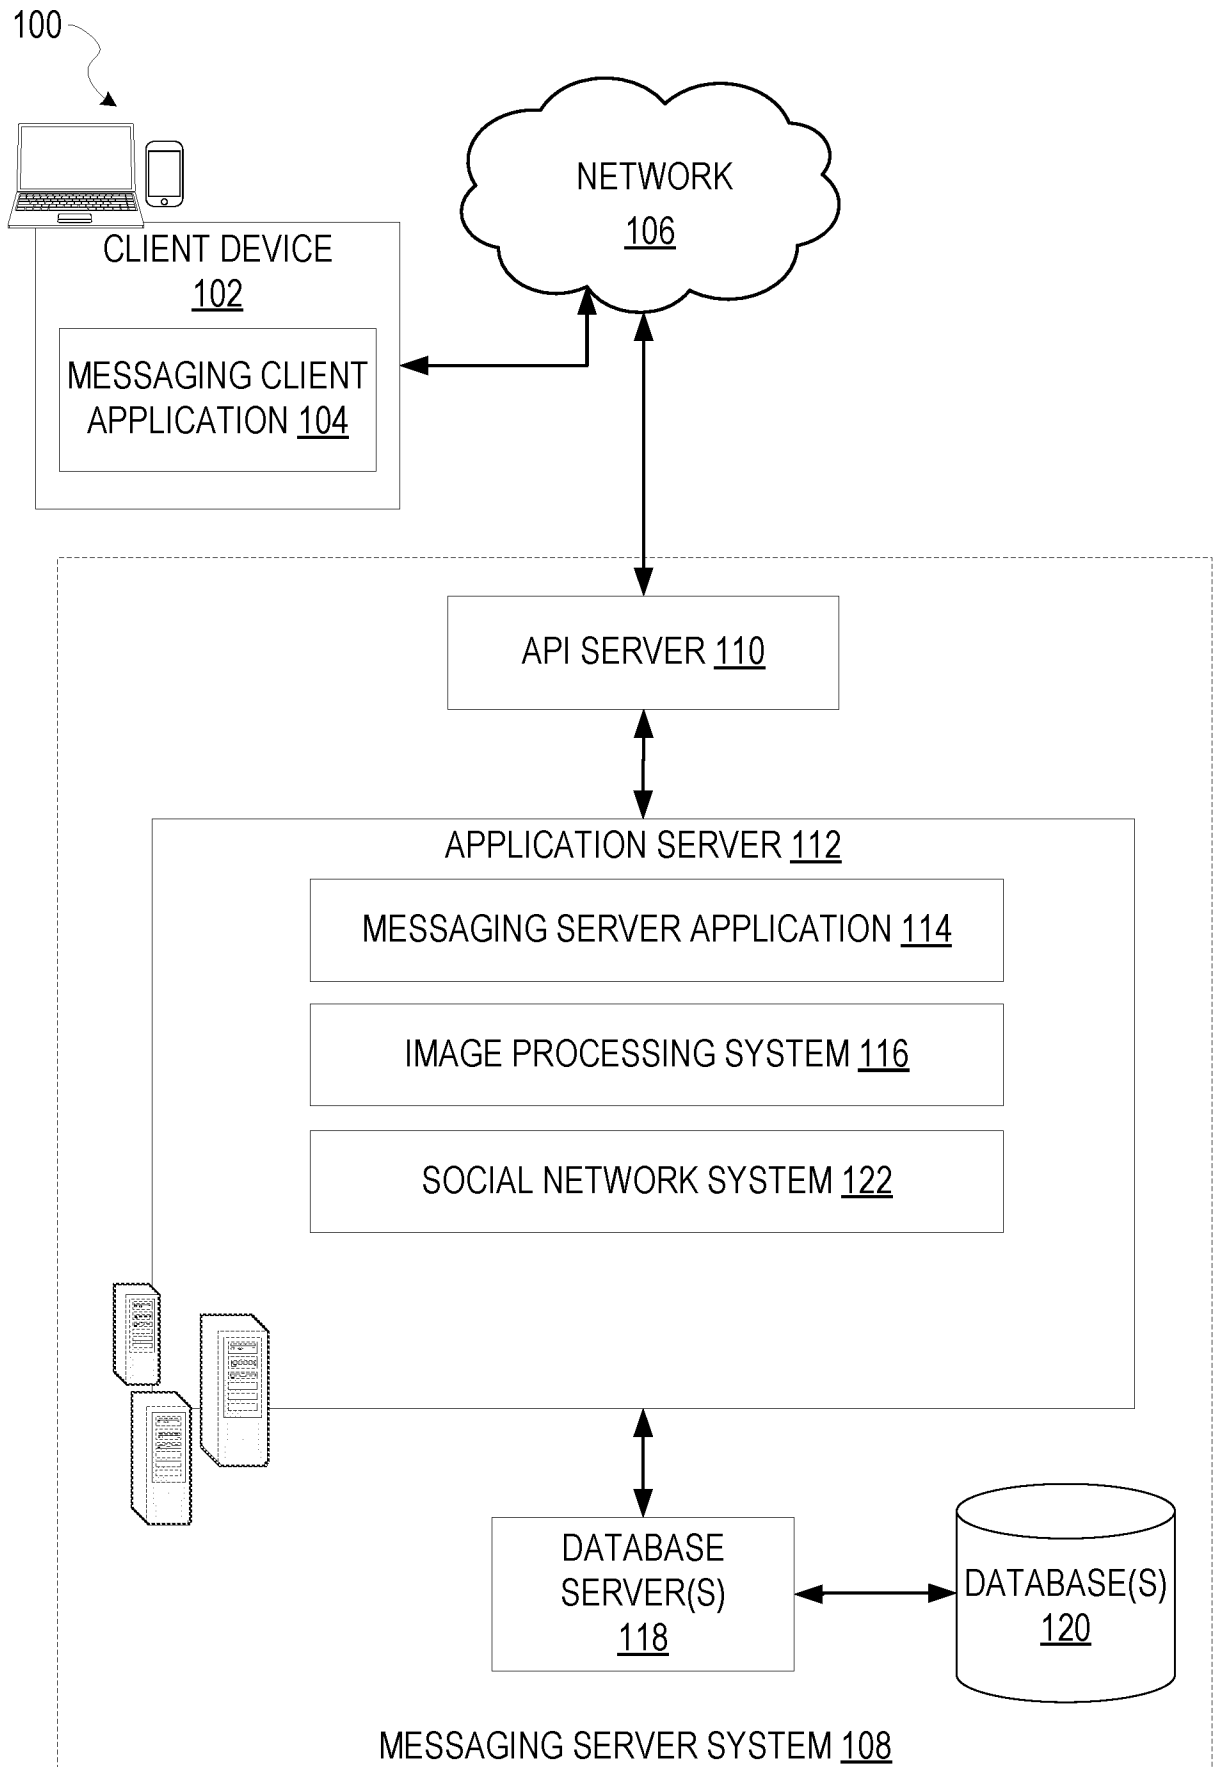 100
NETWORK
106
CLIENT DEVICE
102
MESSAGING CLIENT
APPLICATION 104
API SERVER 110
APPLICATION SERVER 112
MESSAGING SERVER APPLICATION 114
IMAGE PROCESSING SYSTEM 116
SOCIAL NETWORK SYSTEM 122
DATABASE
SERVER(S)
118
DATABASE(S)
120
MESSAGING SERVER SYSTEM 108